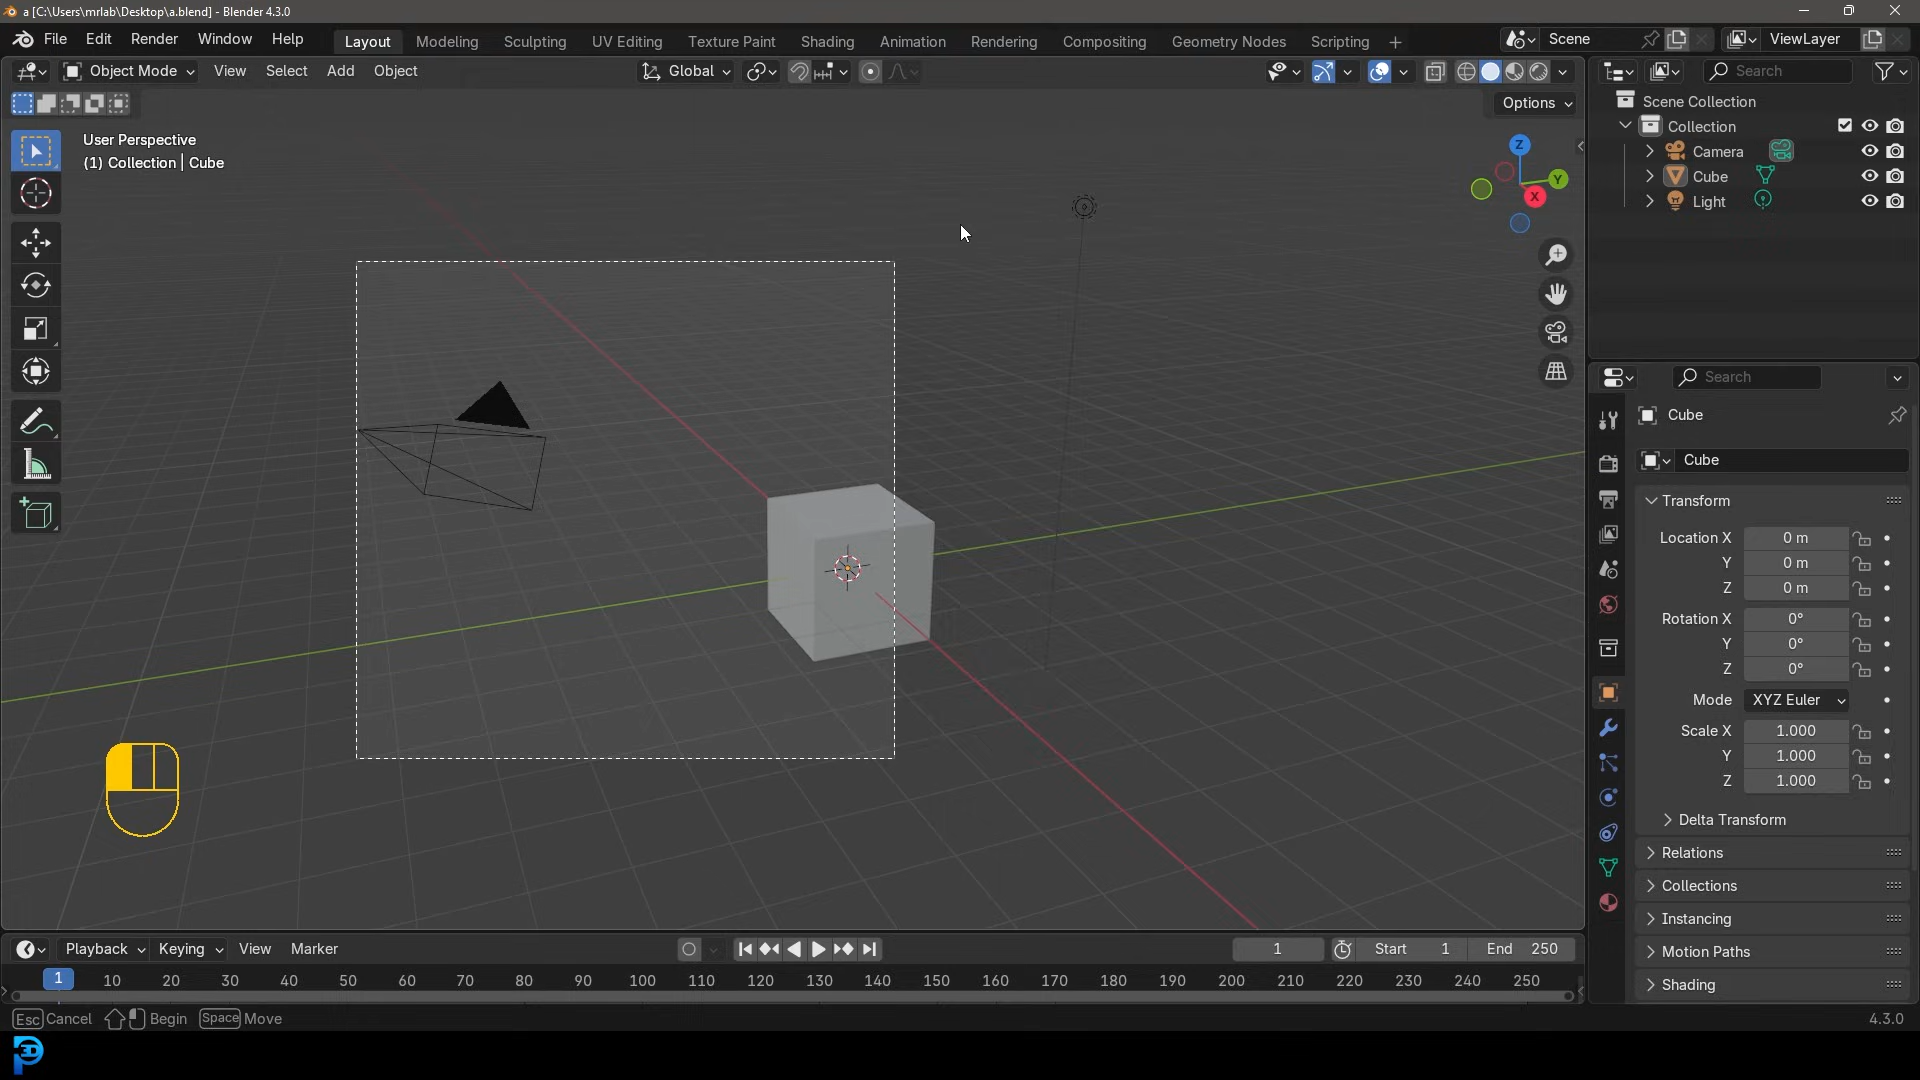 a [C:\Users\mrlab\Desktop\a.blend] - Blender 4.3.0
File Edit Render Window Help Layout Modeling Sculpting UV Editing Texture Paint Shading Animation Rendering Compositing Geometry Nodes Scripting + Scene ViewLayer
Object Mode View Select Add Object Global Search
Options
User Perspective
(1) Collection | Cube
Z
Y
X
Scene Collection
Collection
Camera
Cube
Light
Search
Cube
Cube
Transform
Location X 0 m
Y 0 m
Z 0 m
Rotation X 0°
Y 0°
Z 0°
Mode XYZ Euler
Scale X 1.000
Y 1.000
Z 1.000
Delta Transform
Relations
Collections
Instancing
Motion Paths
Shading
Playback Keying View Marker 1 Start 1 End 250
1 10 20 30 40 50 60 70 80 90 100 110 120 130 140 150 160 170 180 190 200 210 220 230 240 250
Esc Cancel Begin Space Move 4.3.0
3D